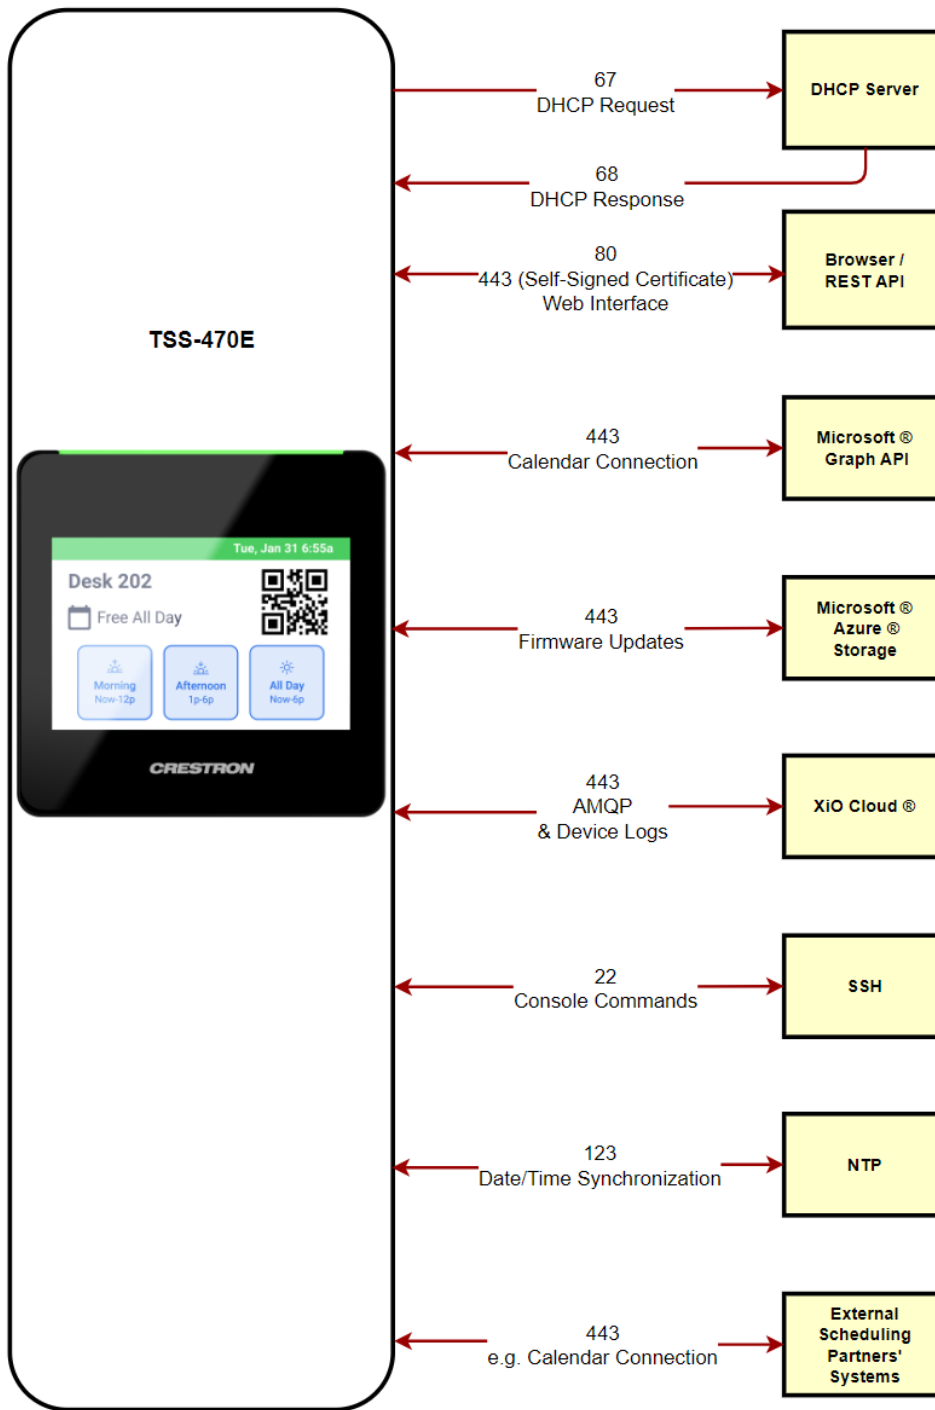 67
DHCP Request
DHCP Server
68
DHCP Response
80
443 (Self-Signed Certificate)
Web Interface
Browser /
REST API
TSS-470E
443
Calendar Connection
Microsoft ®
Graph API
Tue, Jan 31 6:55a
Desk 202
Free All Day
Morning
Now-12p
Afternoon
1p-6p
All Day
Now-6p
CRESTRON
443
Firmware Updates
Microsoft ®
Azure ®
Storage
443
AMQP
& Device Logs
XiO Cloud ®
22
Console Commands
SSH
123
Date/Time Synchronization
NTP
443
e.g. Calendar Connection
External
Scheduling
Partners'
Systems